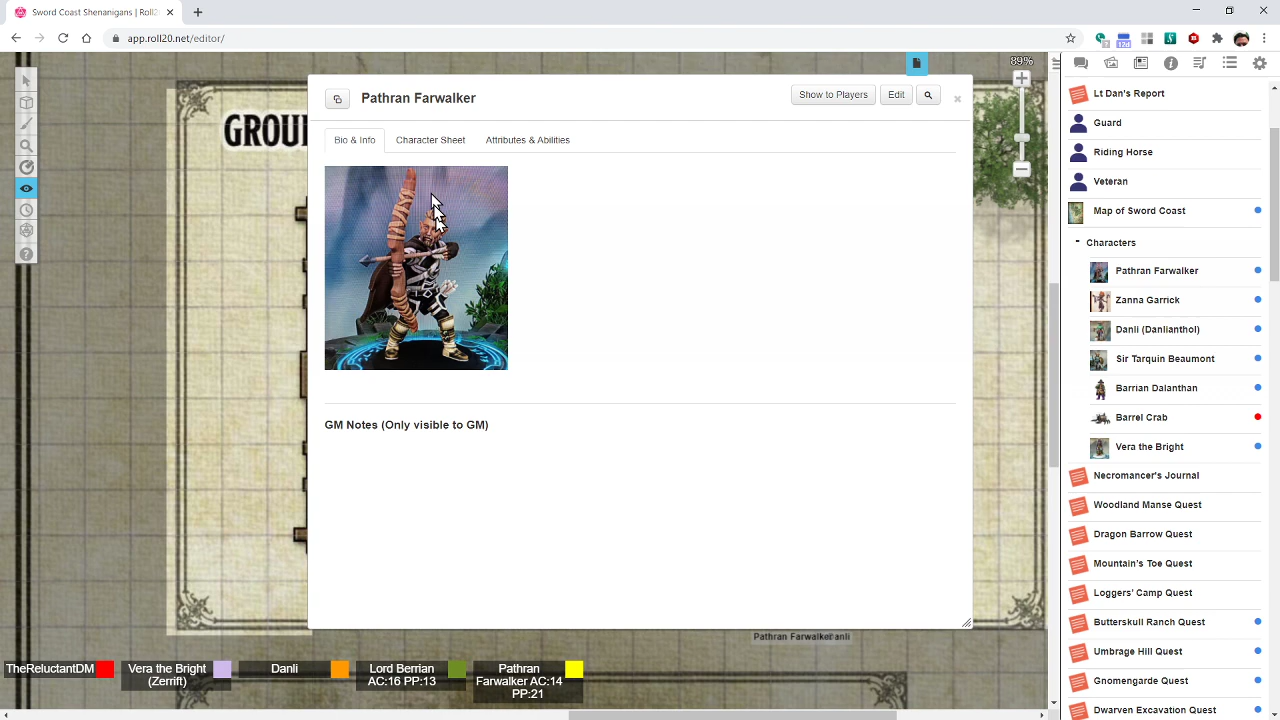 Sword Coast Shenanigans | Roll2
app.roll20.net/editor/
89%
GROU
Pathran Farwalker
Show to Players
Edit
Bio & Info
Character Sheet
Attributes & Abilities
GM Notes (Only visible to GM)
Lt Dan's Report
Guard
Riding Horse
Veteran
Map of Sword Coast
Characters
Pathran Farwalker
Zanna Garrick
Danli (Danlianthol)
Sir Tarquin Beaumont
Barrian Dalanthan
Barrel Crab
Vera the Bright
Necromancer's Journal
Woodland Manse Quest
Dragon Barrow Quest
Mountain's Toe Quest
Loggers' Camp Quest
Butterskull Ranch Quest
Umbrage Hill Quest
Gnomengarde Quest
Dwarven Excavation Quest
Pathran Farwalker
anli
TheReluctantDM
Vera the Bright
(Zerrift)
Danli
Lord Berrian
AC:16 PP:13
Pathran
Farwalker AC:14
PP:21